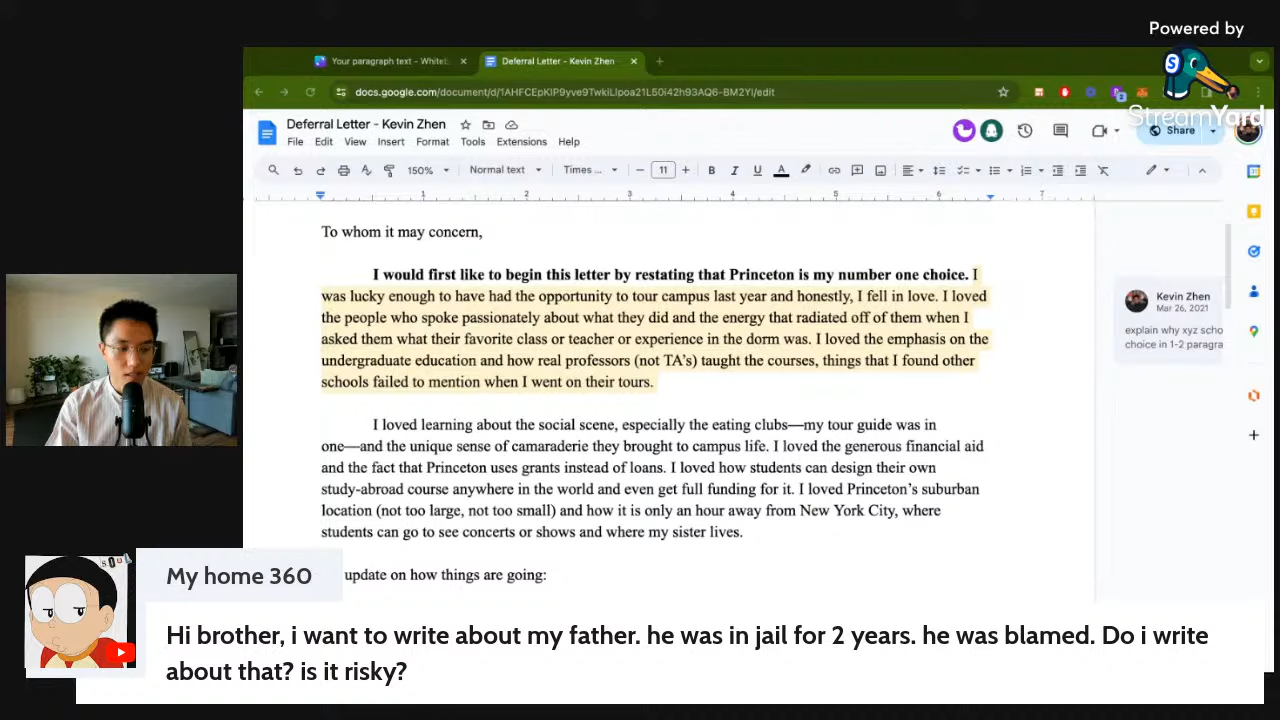 Powered by
StreamYard
Your paragraph text - Whitel
Deferral Letter - Kevin Zhen
docs.google.com/document/d/1AHFCEpKIP9yve9TwkiLlpoa21L50i42h93AQ6-BM2YI/edit
Deferral Letter - Kevin Zhen
File Edit View Insert Format Tools Extensions Help
Share
150% Normal text Times ... 11 B I U A
1 2 3 4 5 6 7
To whom it may concern,
I would first like to begin this letter by restating that Princeton is my number one choice. I
was lucky enough to have had the opportunity to tour campus last year and honestly, I fell in love. I loved
the people who spoke passionately about what they did and the energy that radiated off of them when I
asked them what their favorite class or teacher or experience in the dorm was. I loved the emphasis on the
undergraduate education and how real professors (not TA's) taught the courses, things that I found other
schools failed to mention when I went on their tours.
I loved learning about the social scene, especially the eating clubs—my tour guide was in
one—and the unique sense of camaraderie they brought to campus life. I loved the generous financial aid
and the fact that Princeton uses grants instead of loans. I loved how students can design their own
study-abroad course anywhere in the world and even get full funding for it. I loved Princeton's suburban
location (not too large, not too small) and how it is only an hour away from New York City, where
students can go to see concerts or shows and where my sister lives.
update on how things are going:
Kevin Zhen
Mar 26, 2021
explain why xyz scho
choice in 1-2 paragra
My home 360
Hi brother, i want to write about my father. he was in jail for 2 years. he was blamed. Do i write
about that? is it risky?